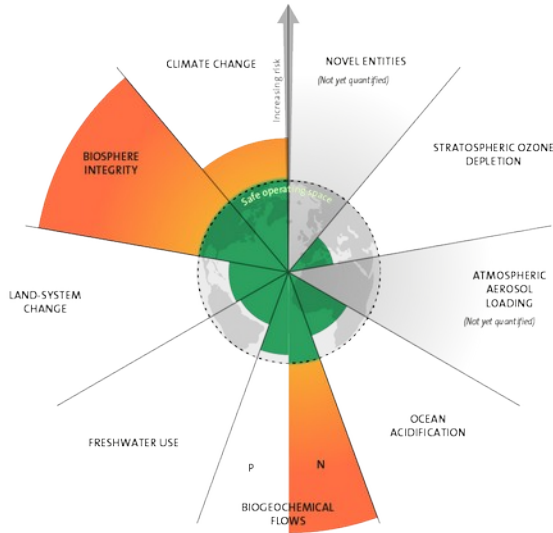 CLIMATE CHANGE
Increasing risk
NOVEL ENTITIES
(Not yet quantified)
STRATOSPHERIC OZONE
DEPLETION
BIOSPHERE
INTEGRITY
Safe operating space
ATMOSPHERIC
AEROSOL
LOADING
(Not yet quantified)
LAND-SYSTEM
CHANGE
OCEAN
ACIDIFICATION
FRESHWATER USE
P
N
BIOGEOCHEMICAL
FLOWS